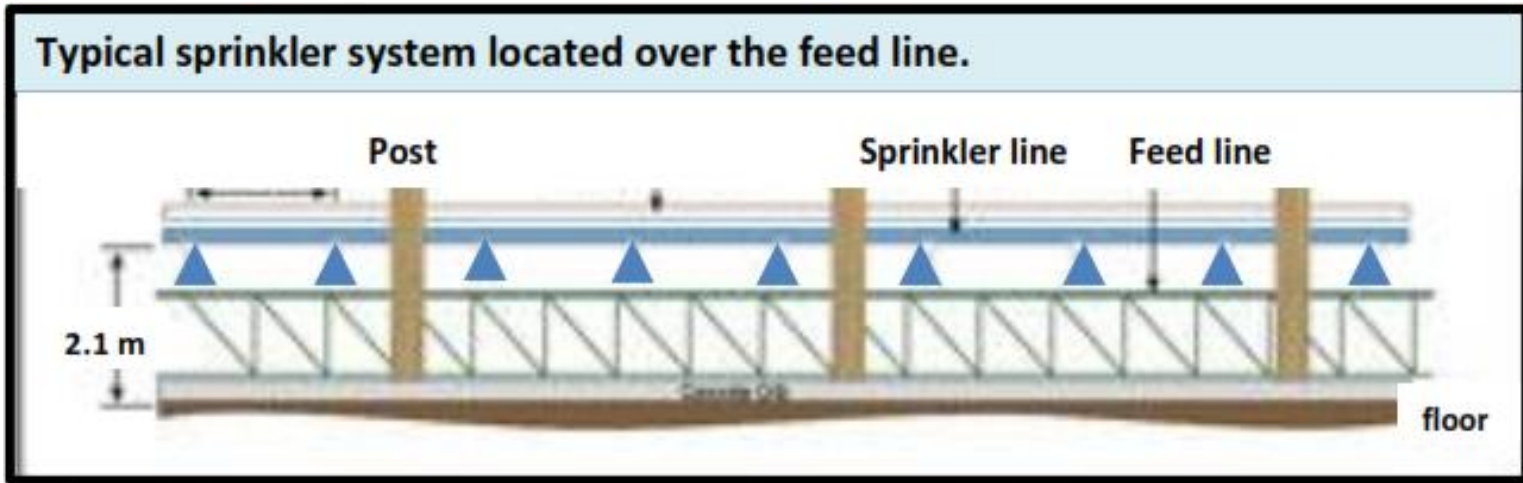 Typical sprinkler system located over the feed line.
Post
Sprinkler line
Feed line
2.1 m
floor